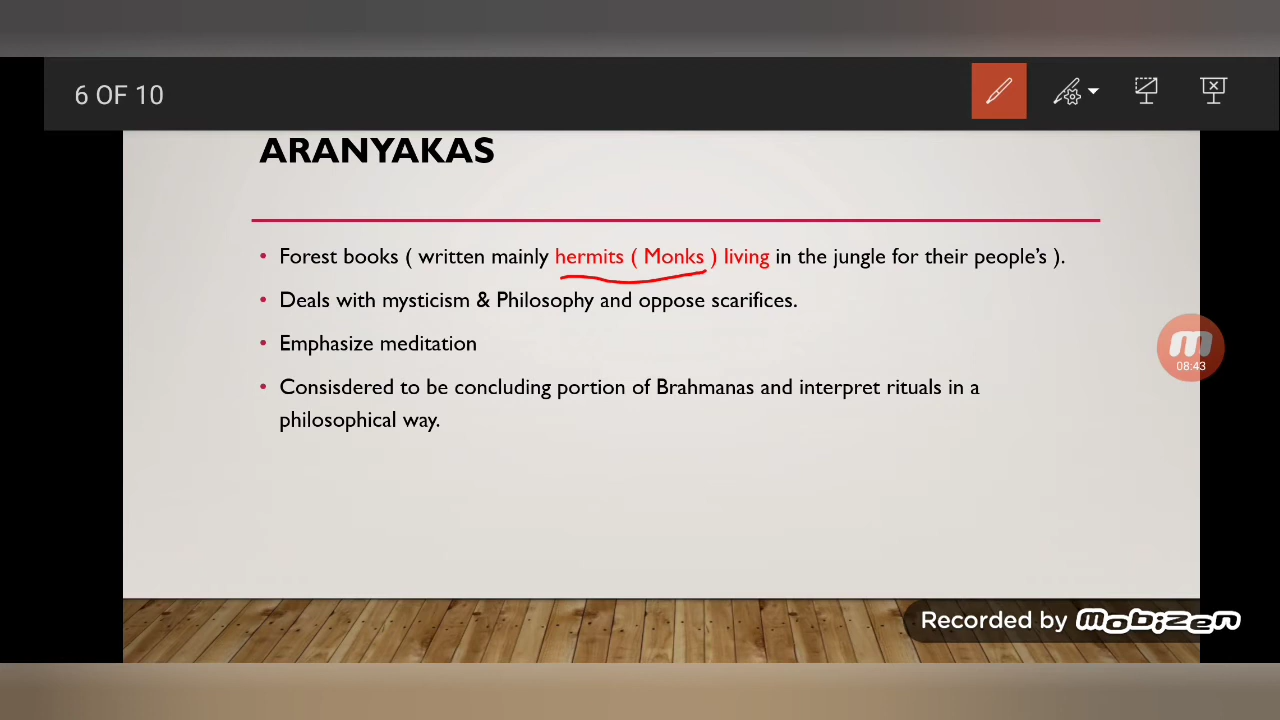 6 OF 10
ARANYAKAS
• Forest books ( written mainly hermits ( Monks ) living in the jungle for their people's ).
• Deals with mysticism & Philosophy and oppose scarifices.
• Emphasize meditation
• Consisdered to be concluding portion of Brahmanas and interpret rituals in a
philosophical way.
08:43
Recorded by mobizen